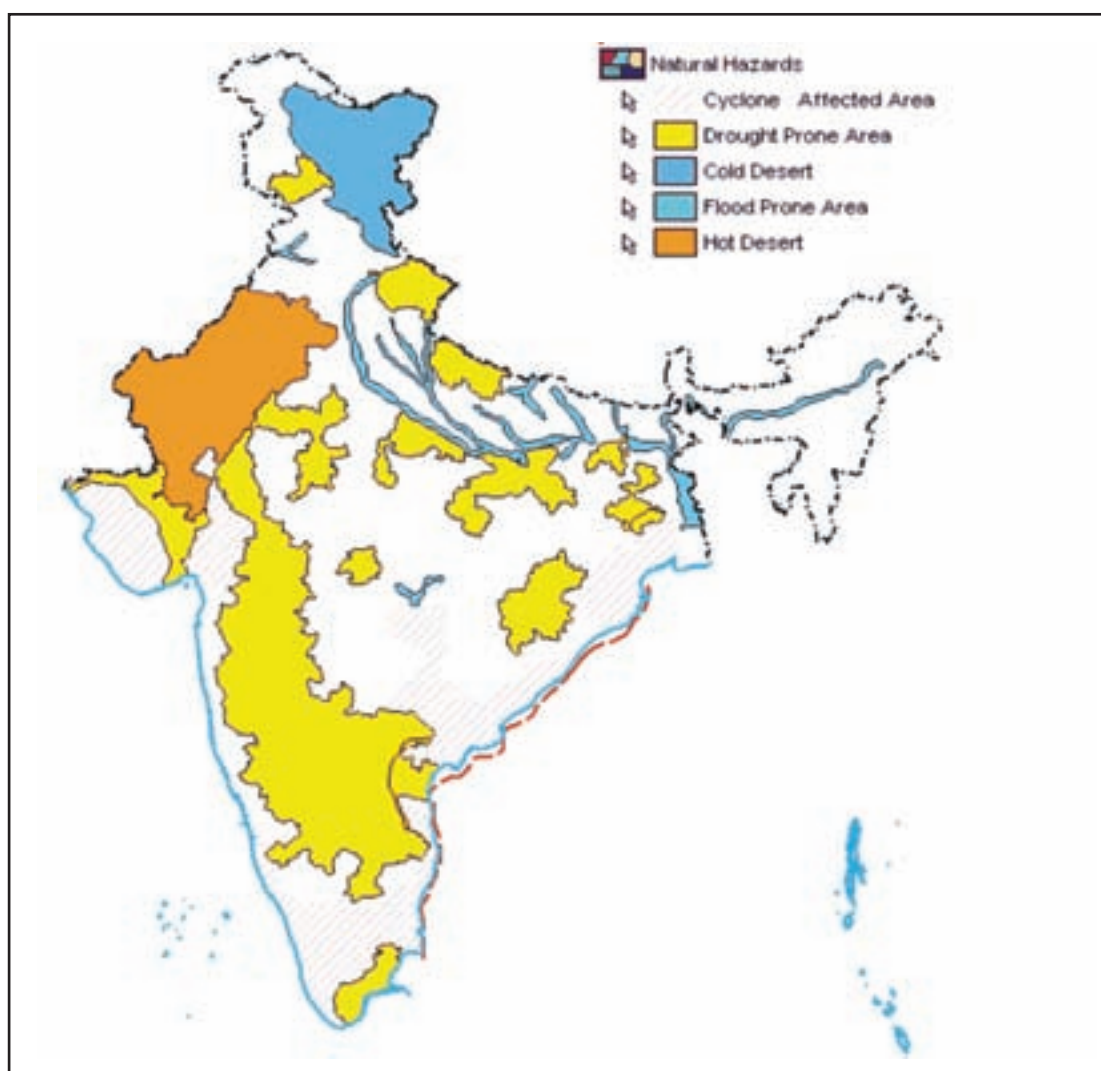 Natural Hazards
Cyclone Affected Area
Drought Prone Area
Cold Desert
Flood Prone Area
Hot Desert